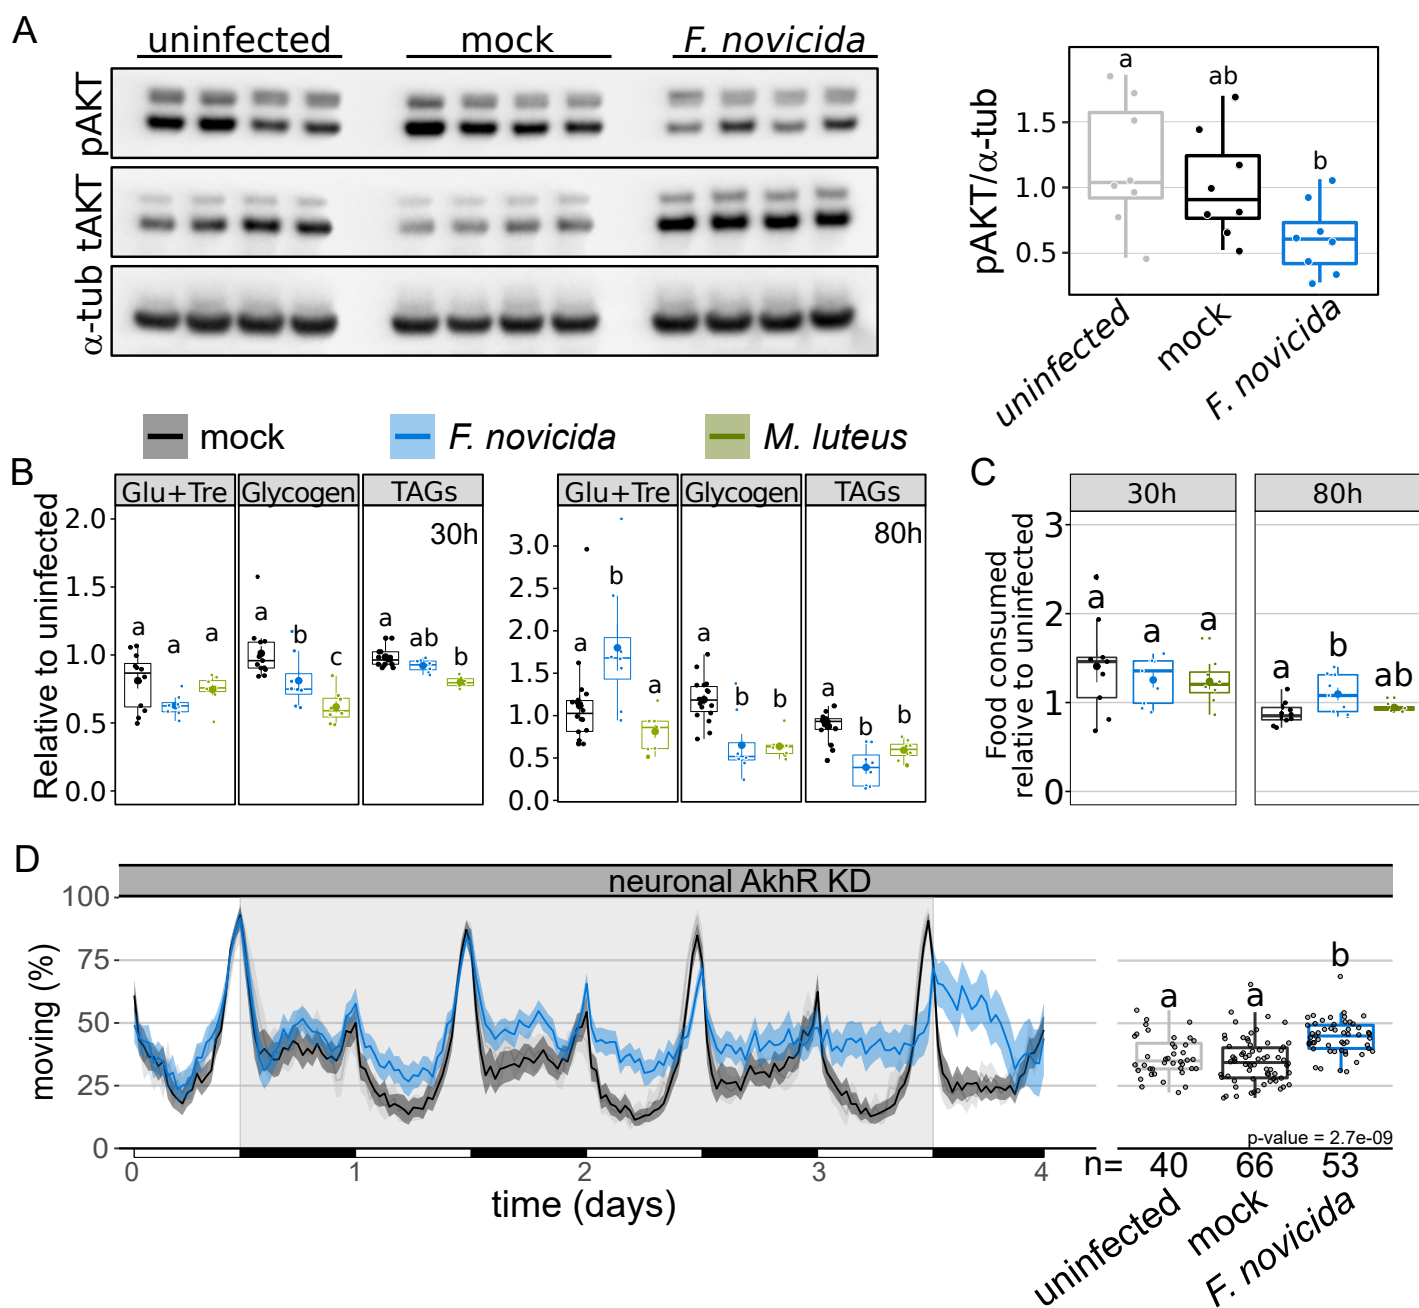 A
uninfected mock F. novicida
pAKT
tAKT
α-tub
pAKT/α-tub
1.5
1.0
0.5
a ab b
uninfected mock F. novicida
mock F. novicida M. luteus
B
Relative to uninfected
Glu+Tre Glycogen TAGs
30h
2.0
1.5
1.0
0.5
0.0
a a a a b c a ab b
Glu+Tre Glycogen TAGs
80h
3.0
2.5
2.0
1.5
1.0
0.5
0.0
a b a a b b a b b
C
Food consumed
relative to uninfected
30h 80h
3
2
1
0
a a a a b ab
D
neuronal AkhR KD
moving (%)
100
75
50
25
0
0 1 2 3 4
time (days)
a a b
p-value = 2.7e-09
n= 40 66 53
uninfected mock F. novicida